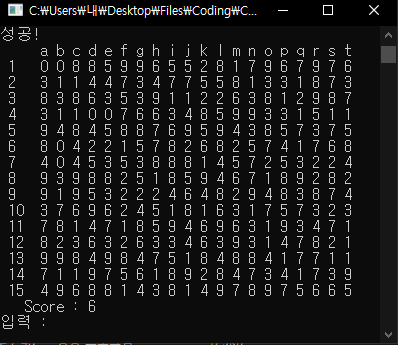 C:₩Users₩내₩Desktop₩Files₩Coding₩C...
성공!
a b c d e f g h i j k l m n o p q r s t
1 0 0 8 8 5 9 9 6 5 5 2 8 1 7 9 6 7 9 7 6
2 3 1 1 4 4 7 3 4 7 7 5 5 8 1 3 3 1 8 7 3
3 8 3 8 6 3 5 3 9 1 1 2 2 6 3 8 1 2 9 8 7
4 3 1 1 0 0 7 6 6 3 4 8 5 9 9 3 3 1 5 1 1
5 9 4 8 4 5 8 8 7 6 9 5 9 4 3 8 5 7 3 7 5
6 8 0 4 2 2 1 5 7 8 2 6 8 2 5 7 4 1 7 6 8
7 4 0 4 5 3 5 3 8 8 8 1 4 5 7 2 5 3 2 2 4
8 9 3 9 8 8 2 5 1 8 5 9 4 6 7 1 8 9 2 8 2
9 9 1 9 5 3 2 2 2 4 6 4 8 2 9 4 8 3 8 7 4
10 3 7 6 9 6 2 4 5 1 8 1 6 3 1 7 5 7 3 2 3
11 7 8 1 4 7 1 8 5 9 4 6 9 6 3 1 9 3 4 7 1
12 8 2 3 6 3 2 6 3 3 4 6 3 9 3 1 4 7 8 2 1
13 9 9 8 4 9 8 4 7 5 1 8 4 8 8 4 1 7 7 1 1
14 7 1 1 9 7 5 6 1 8 9 2 8 4 7 3 4 1 7 3 9
15 4 9 6 8 8 1 4 3 8 1 4 9 7 8 9 7 5 6 6 5
Score : 6
입력 :